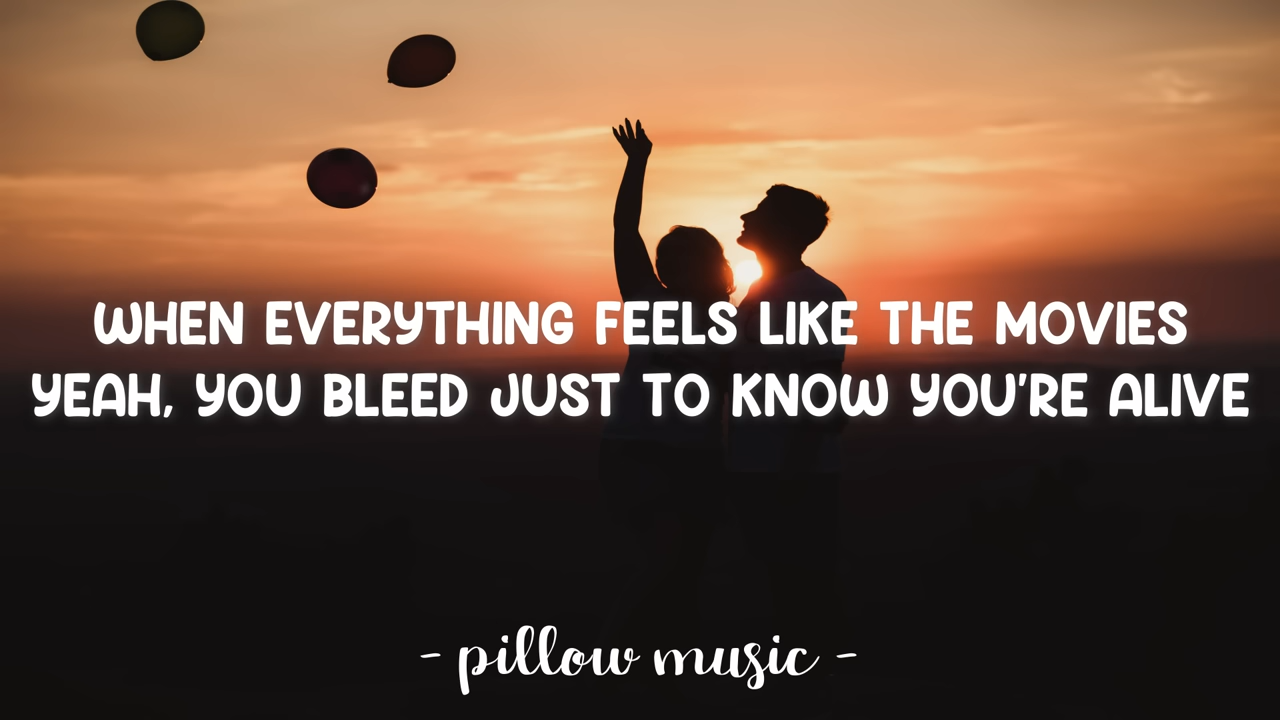 WHEN EVERYTHING FEELS LIKE THE MOVIES
YEAH, YOU BLEED JUST TO KNOW YOU'RE ALIVE
- pillow music -